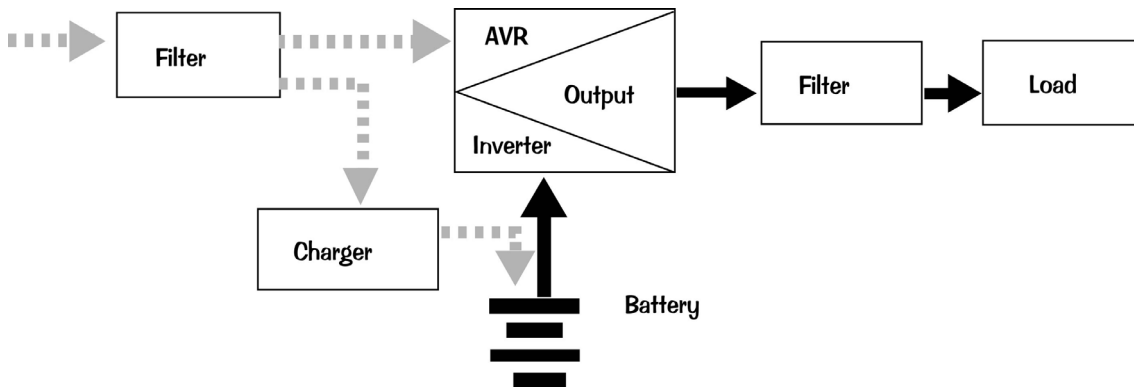 Filter
AVR
Output
Inverter
Filter
Load
Charger
Battery